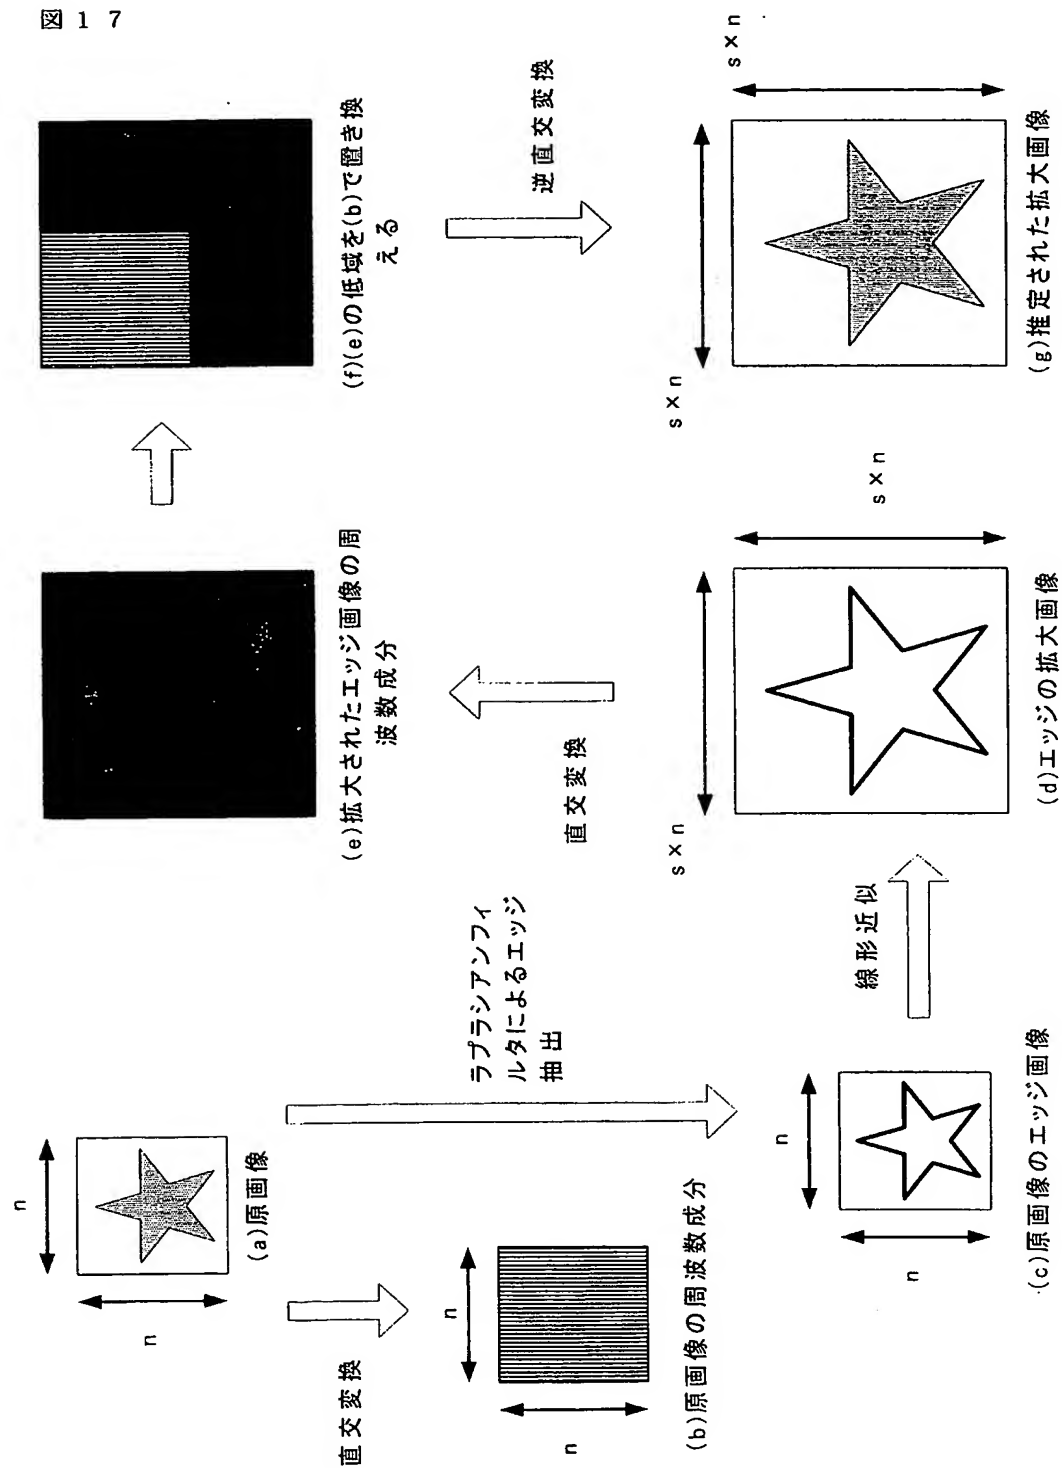 図17
n
n
(a)原画像
直交変換
n
n
(b)原画像の周波数成分
ラプラシアンフィ
ルタによるエッジ
抽出
n
n
(c)原画像のエッジ画像
線形近似
s×n
s×n
(d)エッジの拡大画像
直交変換
(e)拡大されたエッジ画像の周
波数成分
(f)(e)の低域を(b)で置き換
える
逆直交変換
s×n
s×n
(g)推定された拡大画像